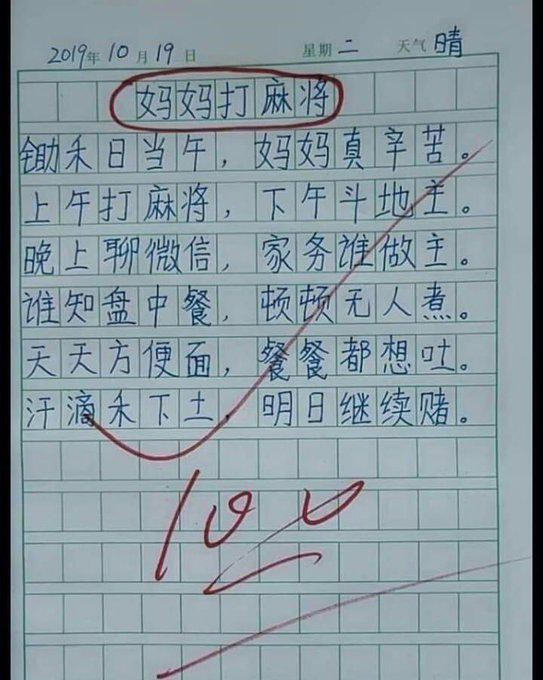 2019年10月19日 星期二 天气晴
妈妈打麻将
锄禾日当午，妈妈真辛苦。
上午打麻将，下午斗地主。
晚上聊微信，家务谁做主。
谁知盘中餐，顿顿无人煮。
天天方便面，餐餐都想吐。
汗滴禾下土，明日继续赌。
100